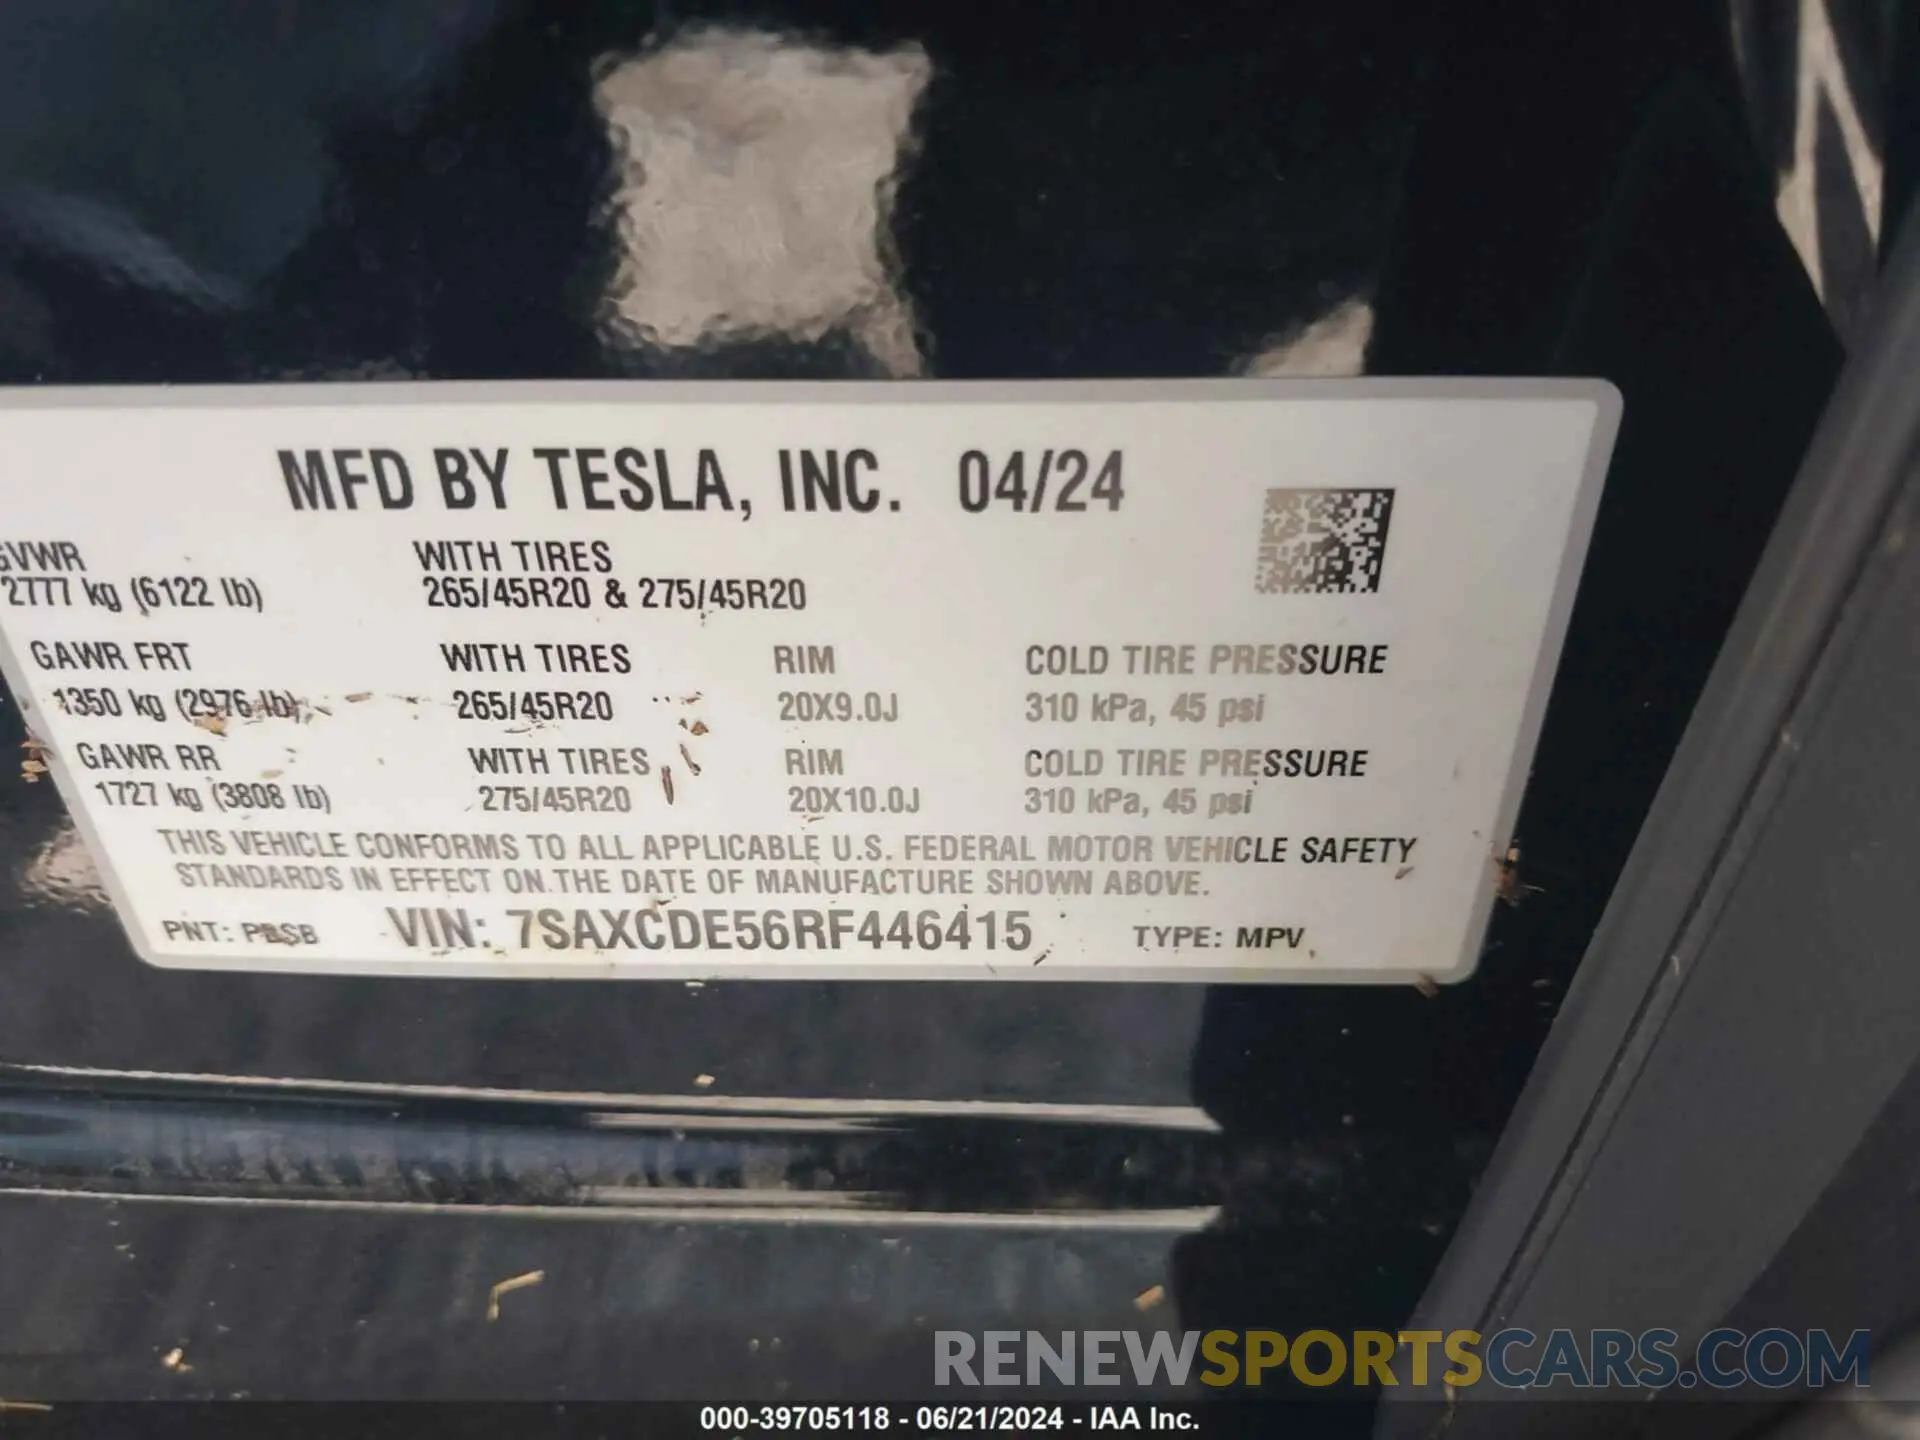 MFD BY TESLA, INC. 04/24
GVWR WITH TIRES
2777 kg (6122 lb) 265/45R20 & 275/45R20
GAWR FRT WITH TIRES RIM COLD TIRE PRESSURE
1350 kg (2976 lb) 265/45R20 20X9.0J 310 kPa, 45 psi
GAWR RR WITH TIRES RIM COLD TIRE PRESSURE
1727 kg (3808 lb) 275/45R20 20X10.0J 310 kPa, 45 psi
THIS VEHICLE CONFORMS TO ALL APPLICABLE U.S. FEDERAL MOTOR VEHICLE SAFETY
STANDARDS IN EFFECT ON THE DATE OF MANUFACTURE SHOWN ABOVE.
PNT: PBSB VIN: 7SAXCDE56RF446415 TYPE: MPV
RENEWSPORTSCARS.COM
000-39705118 - 06/21/2024 - IAA Inc.